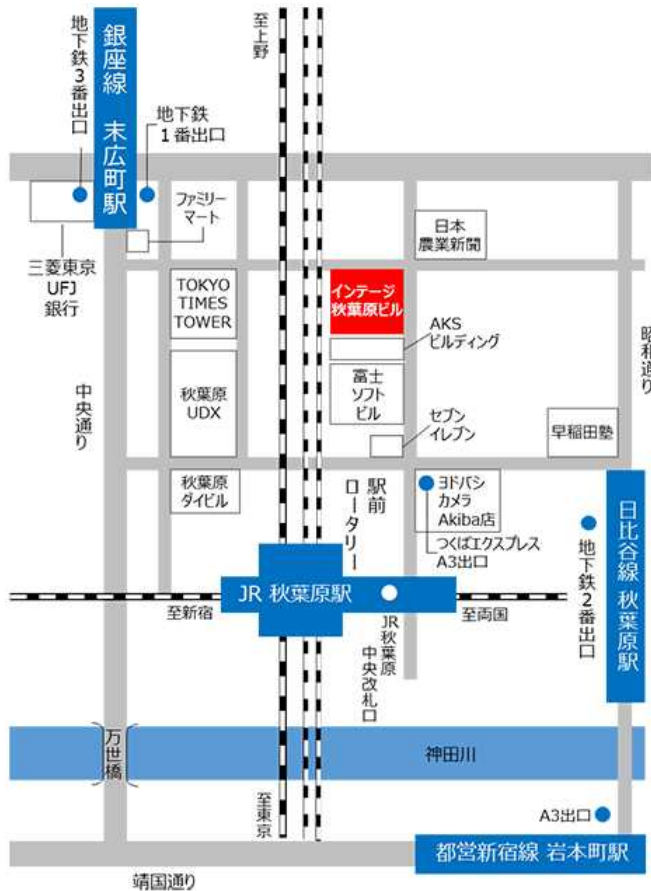 至上野
地下鉄3番出口
銀座線 末広町駅
地下鉄
1番出口
ファミリー
マート
日本
農業新聞
三菱東京
UFJ
銀行
TOKYO
TIMES
TOWER
インテージ
秋葉原ビル
AKS
ビルディング
昭和通り
中央通り
秋葉原
UDX
富士
ソフト
ビル
セブン
イレブン
早稲田塾
秋葉原
ダイビル
駅前
ロータリー
ヨドバシ
カメラ
Akiba店
つくばエクスプレス
A3出口
日比谷線 秋葉原駅
地下鉄2番出口
JR 秋葉原駅
至新宿
至両国
JR秋葉原
中央改札口
万世橋
神田川
至東京
A3出口
都営新宿線 岩本町駅
靖国通り